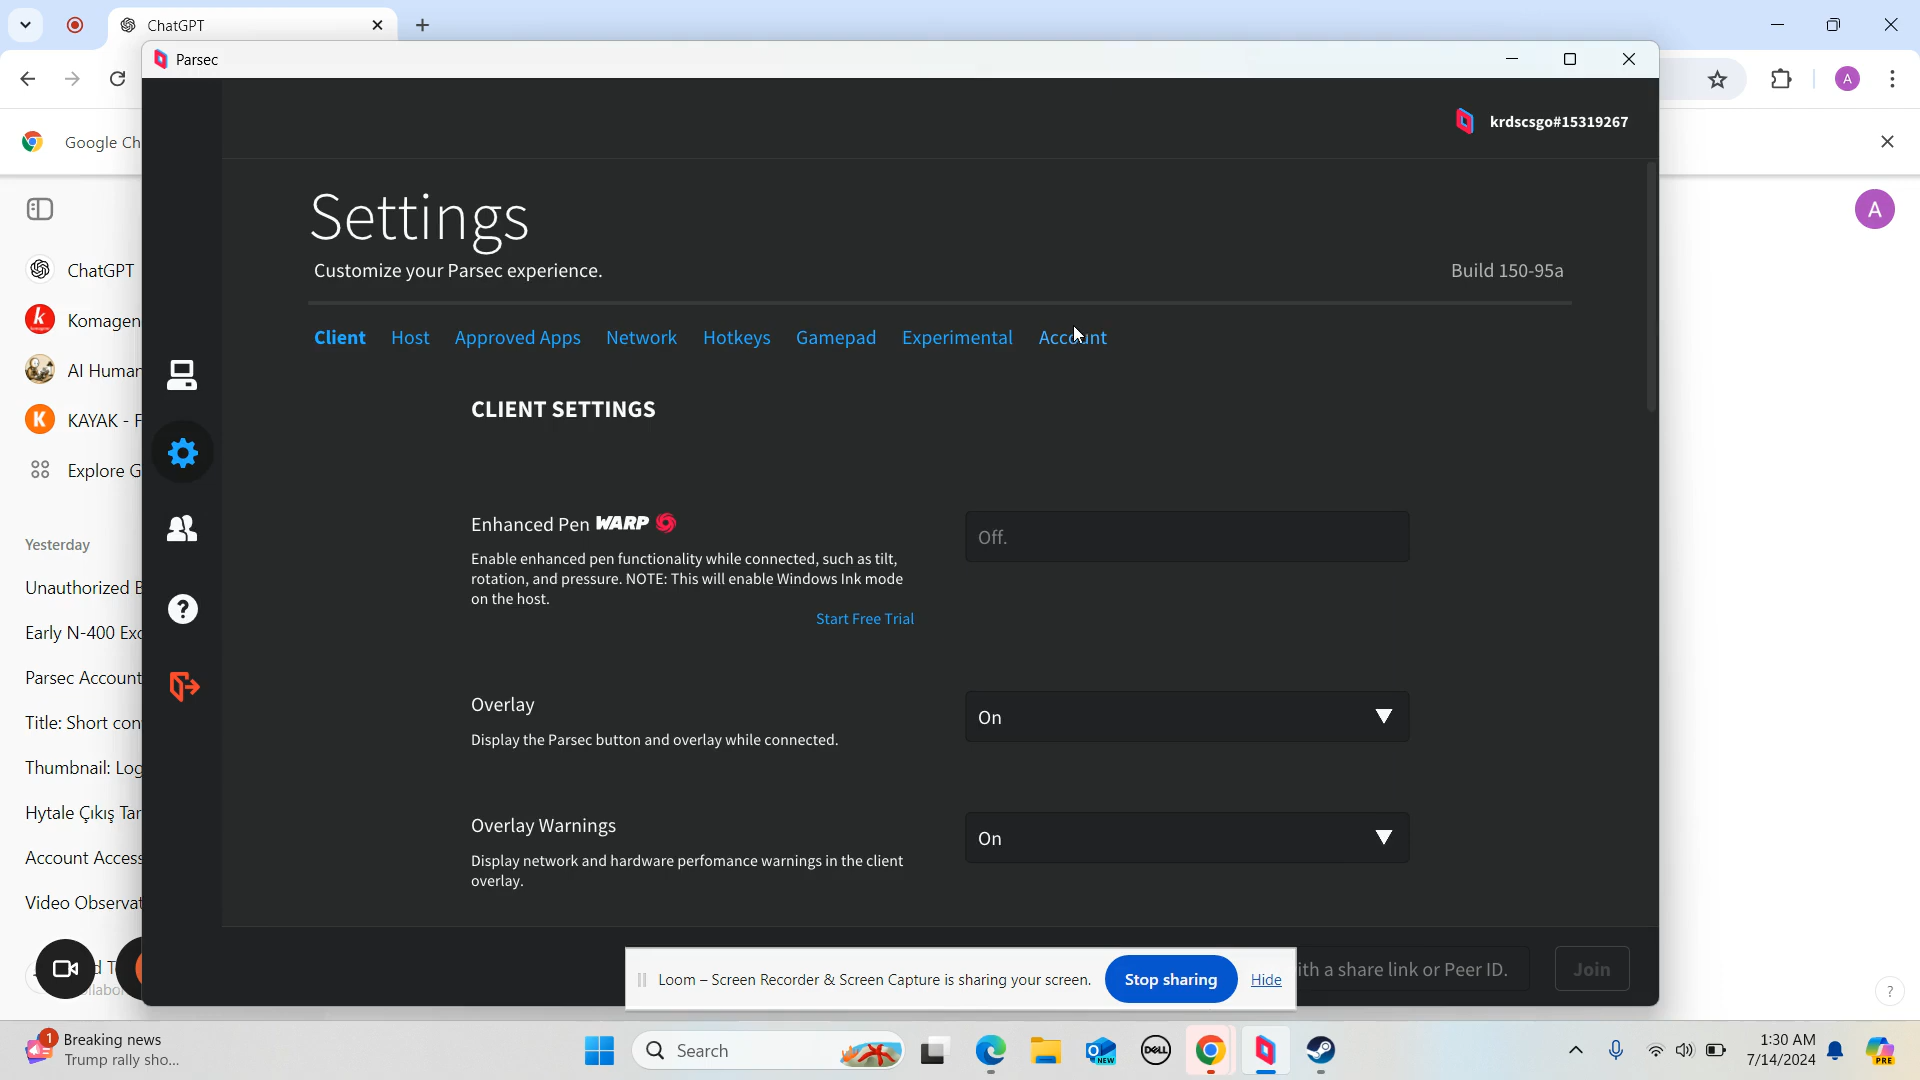 ChatGPT
Parsec
A
krdscsgo#15319267
Google Ch
Settings
Customize your Parsec experience.
Build 150-95a
A
ChatGPT
Komagen
AI Human
K KAYAK - F
Explore G
Client Host Approved Apps Network Hotkeys Gamepad Experimental Account
CLIENT SETTINGS
Enhanced Pen WARP
Enable enhanced pen functionality while connected, such as tilt,
rotation, and pressure. NOTE: This will enable Windows Ink mode
on the host.
Start Free Trial
Off.
Yesterday
Unauthorized B
Early N-400 Exc
Parsec Account
Title: Short con
Thumbnail: Log
Hytale Çıkış Tar
Account Access
Video Observat
Overlay
Display the Parsec button and overlay while connected.
On
Overlay Warnings
Display network and hardware perfomance warnings in the client
overlay.
On
Loom – Screen Recorder & Screen Capture is sharing your screen.
Stop sharing
Hide
ith a share link or Peer ID.
Join
?
1
Breaking news
Trump rally sho...
Search
NEW
DELL
1:30 AM
7/14/2024
PRE